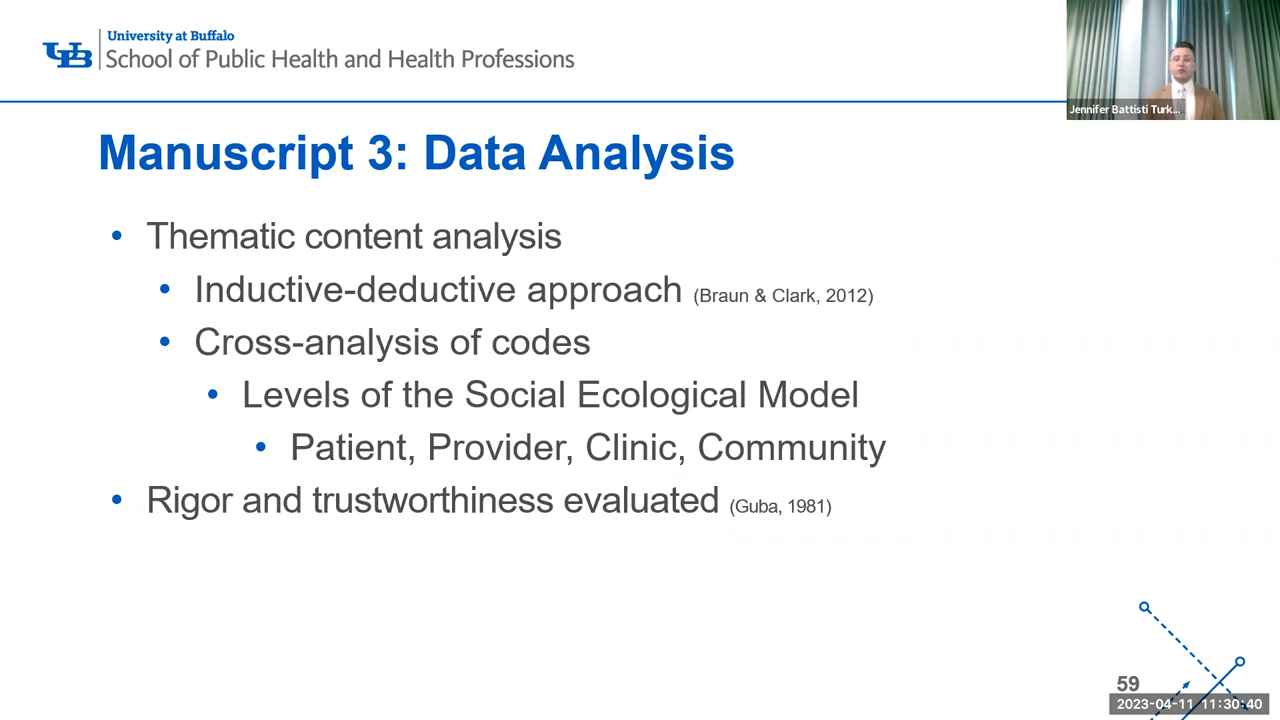 University at Buffalo
School of Public Health and Health Professions
Jennifer Battisti Turk...
Manuscript 3: Data Analysis
• Thematic content analysis
• Inductive-deductive approach (Braun & Clark, 2012)
• Cross-analysis of codes
• Levels of the Social Ecological Model
• Patient, Provider, Clinic, Community
• Rigor and trustworthiness evaluated (Guba, 1981)
59
2023-04-11 11:30:40